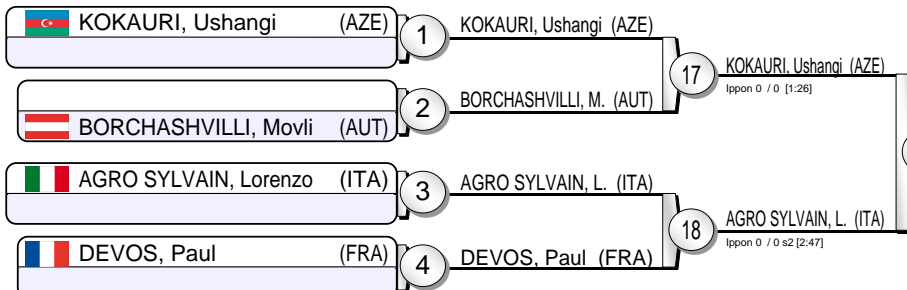 KOKAURI, Ushangi (AZE)
1
KOKAURI, Ushangi (AZE)
17
KOKAURI, Ushangi (AZE)
Ippon 0 / 0 [1:26]
2
BORCHASHVILLI, M. (AUT)
BORCHASHVILLI, Movli (AUT)
AGRO SYLVAIN, Lorenzo (ITA)
3
AGRO SYLVAIN, L. (ITA)
18
AGRO SYLVAIN, L. (ITA)
Ippon 0 / 0 s2 [2:47]
DEVOS, Paul (FRA)
4
DEVOS, Paul (FRA)